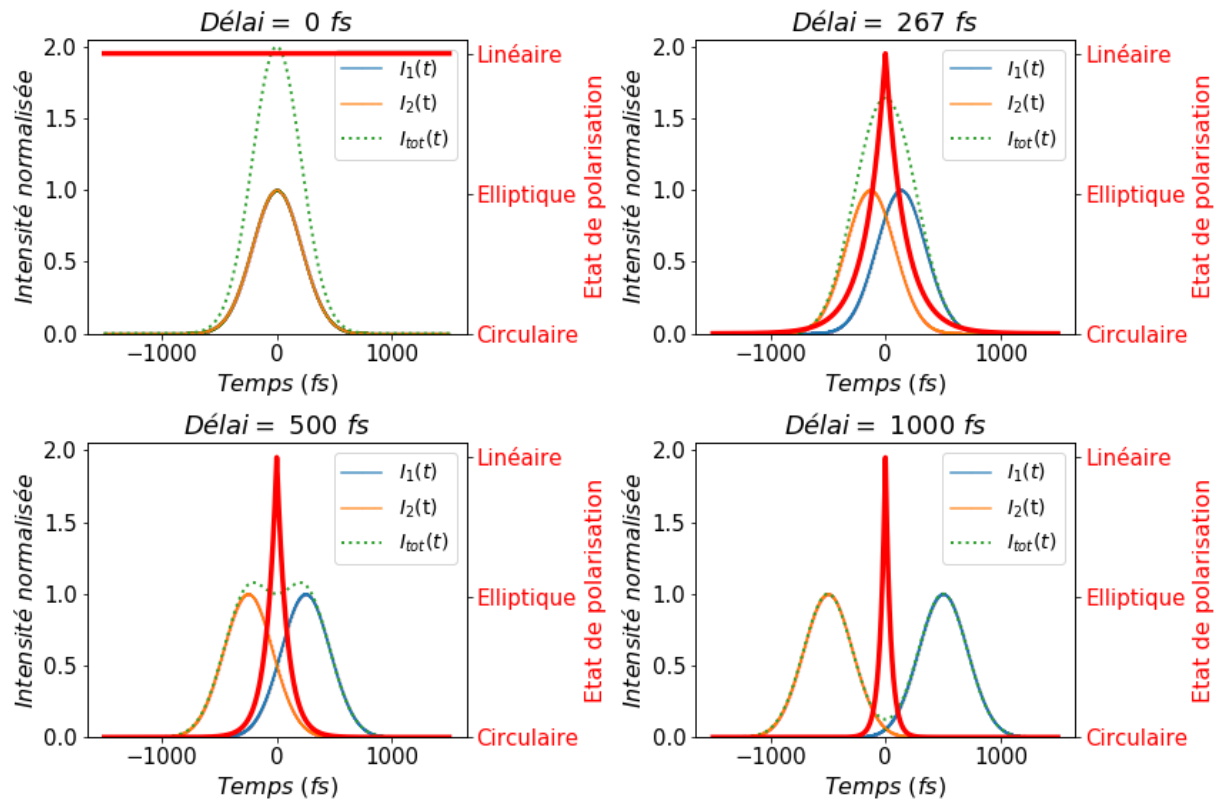 Délai = 0 fs
Intensité normalisée
2.0
1.5
1.0
0.5
0.0
I1(t)
I2(t)
Itot(t)
Linéaire
Elliptique
Circulaire
Etat de polarisation
−1000 0 1000
Temps (fs)
Délai = 267 fs
Intensité normalisée
2.0
1.5
1.0
0.5
0.0
I1(t)
I2(t)
Itot(t)
Linéaire
Elliptique
Circulaire
Etat de polarisation
−1000 0 1000
Temps (fs)
Délai = 500 fs
Intensité normalisée
2.0
1.5
1.0
0.5
0.0
I1(t)
I2(t)
Itot(t)
Linéaire
Elliptique
Circulaire
Etat de polarisation
−1000 0 1000
Temps (fs)
Délai = 1000 fs
Intensité normalisée
2.0
1.5
1.0
0.5
0.0
I1(t)
I2(t)
Itot(t)
Linéaire
Elliptique
Circulaire
Etat de polarisation
−1000 0 1000
Temps (fs)